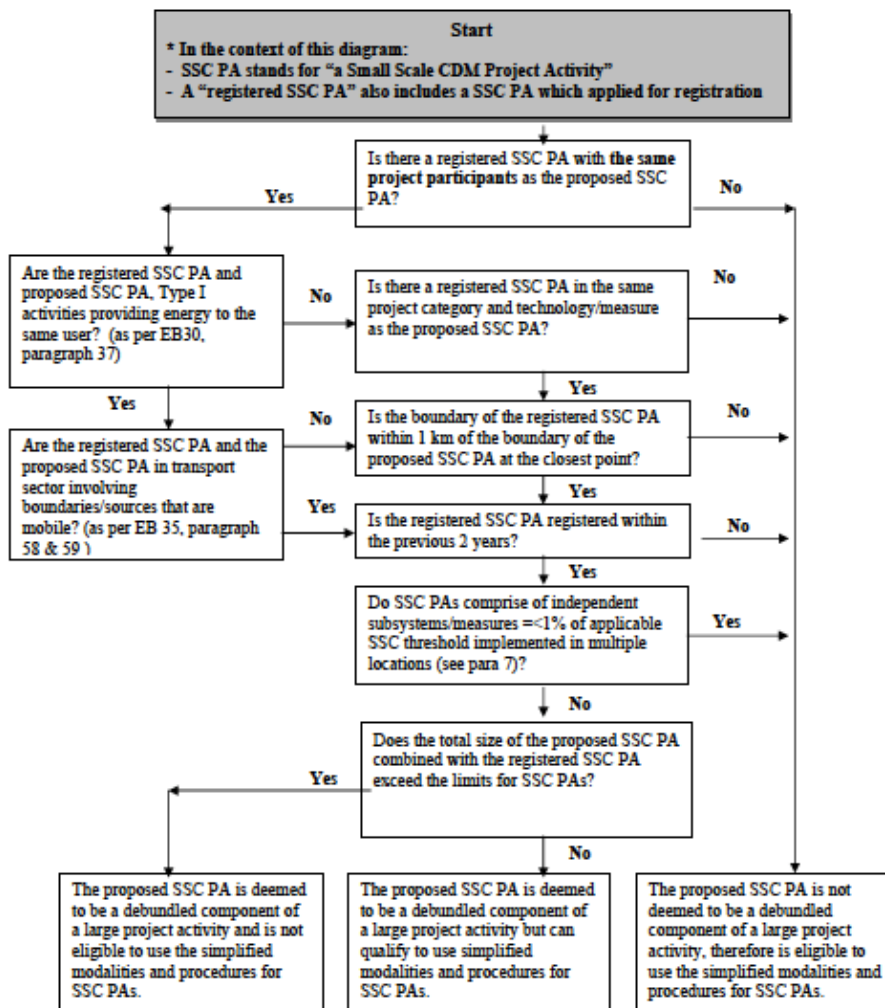 Start
* In the context of this diagram:
- SSC PA stands for “a Small Scale CDM Project Activity”
- A “registered SSC PA” also includes a SSC PA which applied for registration
Is there a registered SSC PA with the same
project participants as the proposed SSC
PA?
Yes
No
Are the registered SSC PA and
proposed SSC PA, Type I
activities providing energy to the
same user? (as per EB30,
paragraph 37)
No
Is there a registered SSC PA in the same
project category and technology/measure
as the proposed SSC PA?
No
Yes
Yes
Are the registered SSC PA and the
proposed SSC PA in transport
sector involving
boundaries/sources that are
mobile? (as per EB 35, paragraph
58 & 59 )
No
Is the boundary of the registered SSC PA
within 1 km of the boundary of the
proposed SSC PA at the closest point?
No
Yes
Yes
Is the registered SSC PA registered within
the previous 2 years?
No
Yes
Do SSC PAs comprise of independent
subsystems/measures =<1% of applicable
SSC threshold implemented in multiple
locations (see para 7)?
Yes
No
Does the total size of the proposed SSC PA
combined with the registered SSC PA
exceed the limits for SSC PAs?
Yes
No
The proposed SSC PA is deemed
to be a debundled component of
a large project activity and is not
eligible to use the simplified
modalities and procedures for
SSC PAs.
The proposed SSC PA is deemed
to be a debundled component of
a large project activity but can
qualify to use simplified
modalities and procedures for
SSC PAs.
The proposed SSC PA is not
deemed to be a debundled
component of a large project
activity, therefore is eligible to
use the simplified modalities and
procedures for SSC PAs.